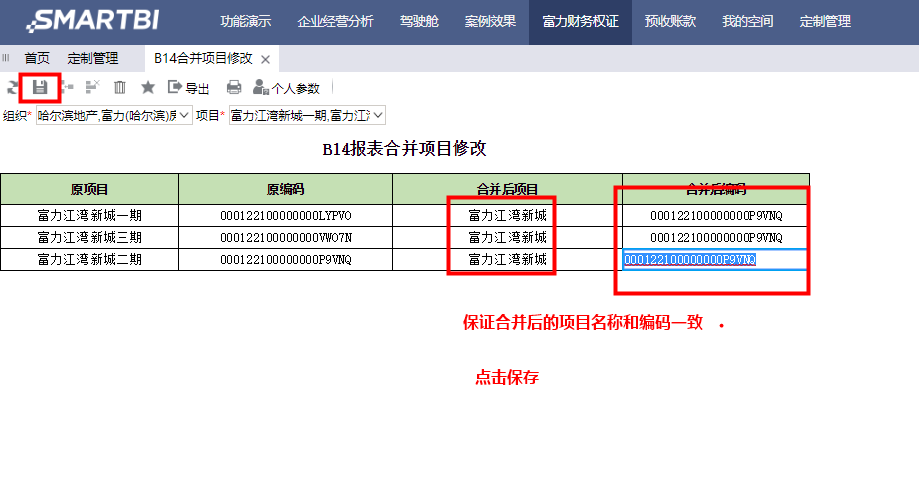 SMARTBI 功能演示 企业经营分析 驾驶舱 案例效果 富力财务权证 预收账款 我的空间 定制管理
首页 定制管理 B14合并项目修改 ×
导出 个人参数
组织* 哈尔滨地产,富力(哈尔滨)房 项目* 富力江湾新城一期,富力江湾
B14报表合并项目修改
原项目 原编码 合并后项目 合并后编码
富力江湾新城一期 000122100000000LYPVO 富力江湾新城 000122100000000P9VNQ
富力江湾新城三期 000122100000000VWO7N 富力江湾新城 000122100000000P9VNQ
富力江湾新城二期 000122100000000P9VNQ 富力江湾新城 000122100000000P9VNQ
保证合并后的项目名称和编码一致 .
点击保存